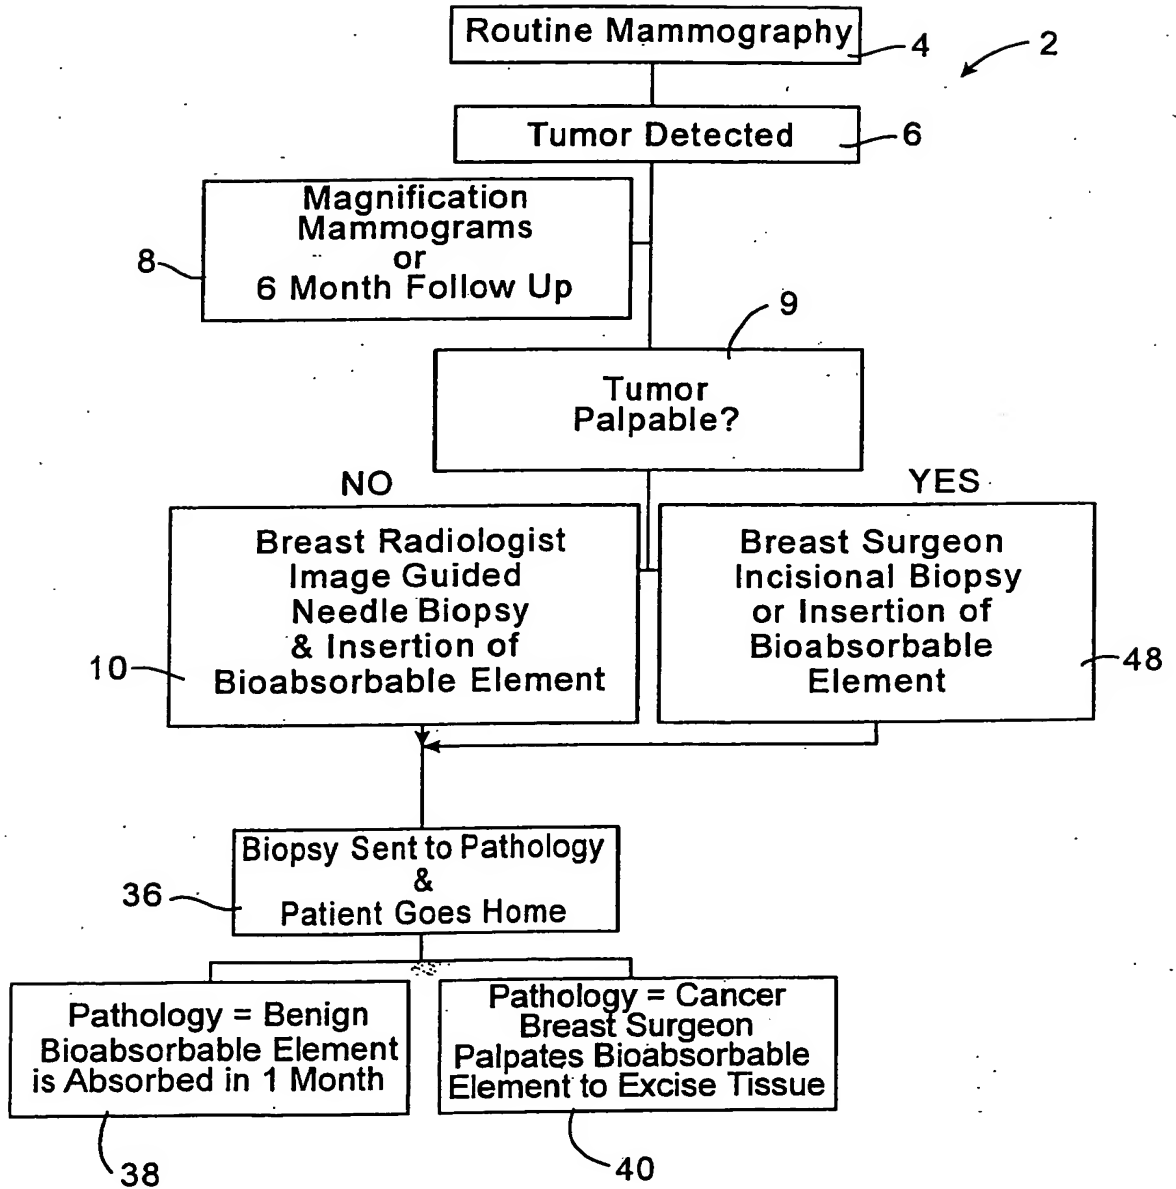 Routine Mammography
4
2
Tumor Detected
6
Magnification
Mammograms
or
6 Month Follow Up
8
9
Tumor
Palpable?
NO
YES
Breast Radiologist
Image Guided
Needle Biopsy
& Insertion of
Bioabsorbable Element
10
Breast Surgeon
Incisional Biopsy
or Insertion of
Bioabsorbable
Element
48
Biopsy Sent to Pathology
&
Patient Goes Home
36
Pathology = Benign
Bioabsorbable Element
is Absorbed in 1 Month
38
Pathology = Cancer
Breast Surgeon
Palpates Bioabsorbable
Element to Excise Tissue
40